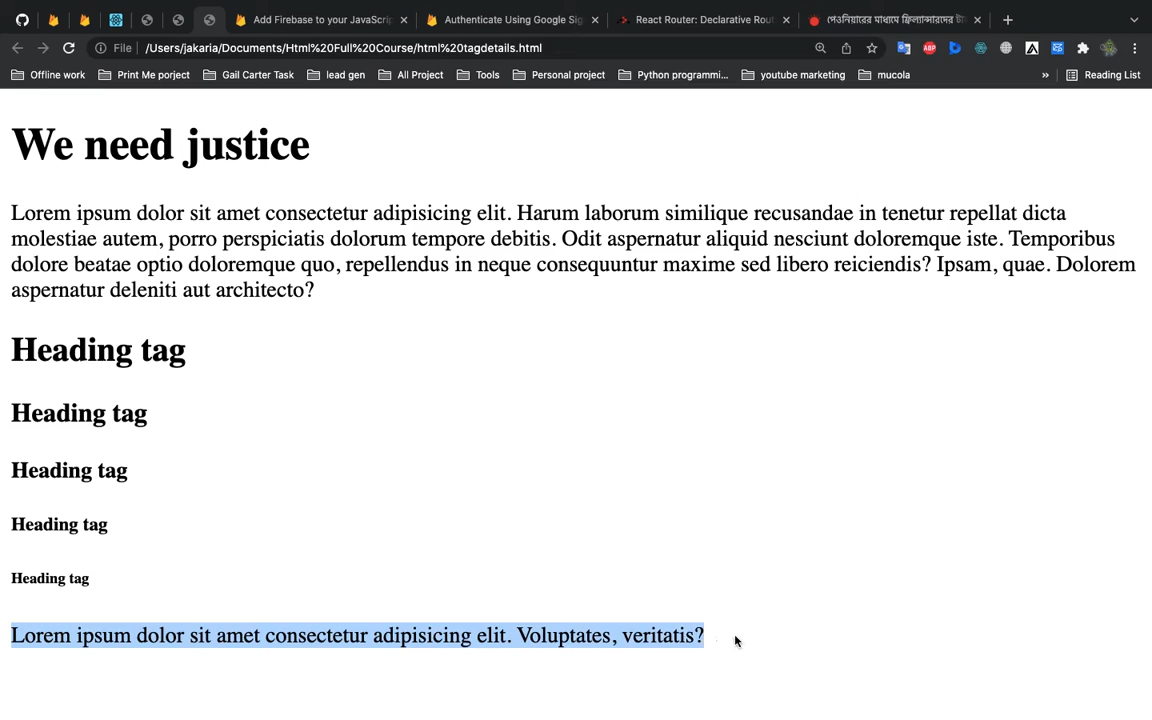 Add Firebase to your JavaScrip
Authenticate Using Google Sig
React Router: Declarative Rout
পেওনিয়ারের মাধ্যমে ফ্রিল্যান্সারদের টা
File
/Users/jakaria/Documents/Html%20Full%20Course/html%20tagdetails.html
ABP
Offline work
Print Me porject
Gail Carter Task
lead gen
All Project
Tools
Personal project
Python programmi...
youtube marketing
mucola
»
Reading List
We need justice
Lorem ipsum dolor sit amet consectetur adipisicing elit. Harum laborum similique recusandae in tenetur repellat dicta
molestiae autem, porro perspiciatis dolorum tempore debitis. Odit aspernatur aliquid nesciunt doloremque iste. Temporibus
dolore beatae optio doloremque quo, repellendus in neque consequuntur maxime sed libero reiciendis? Ipsam, quae. Dolorem
aspernatur deleniti aut architecto?
Heading tag
Heading tag
Heading tag
Heading tag
Heading tag
Lorem ipsum dolor sit amet consectetur adipisicing elit. Voluptates, veritatis?